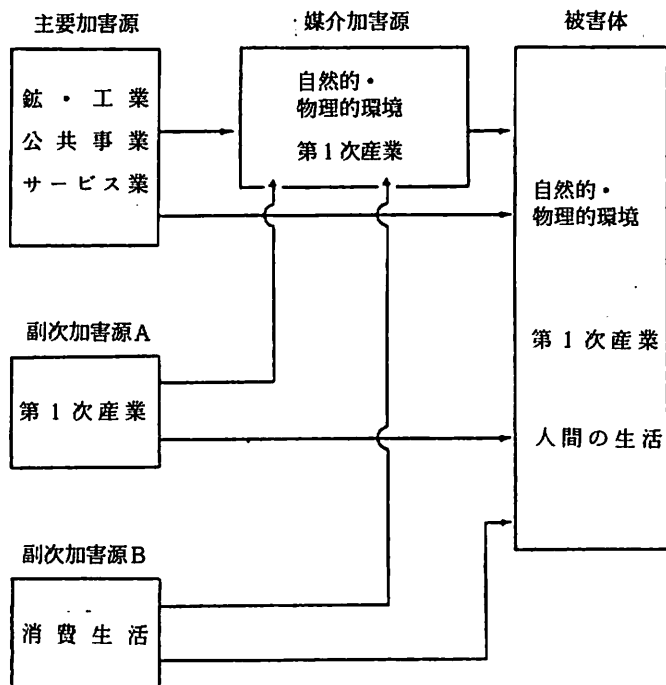 主要加害源
鉱・工業
公共事業
サービス業
媒介加害源
自然的・
物理的環境
第1次産業
被害体
自然的・
物理的環境
第1次産業
人間の生活
副次加害源A
第1次産業
副次加害源B
消費生活